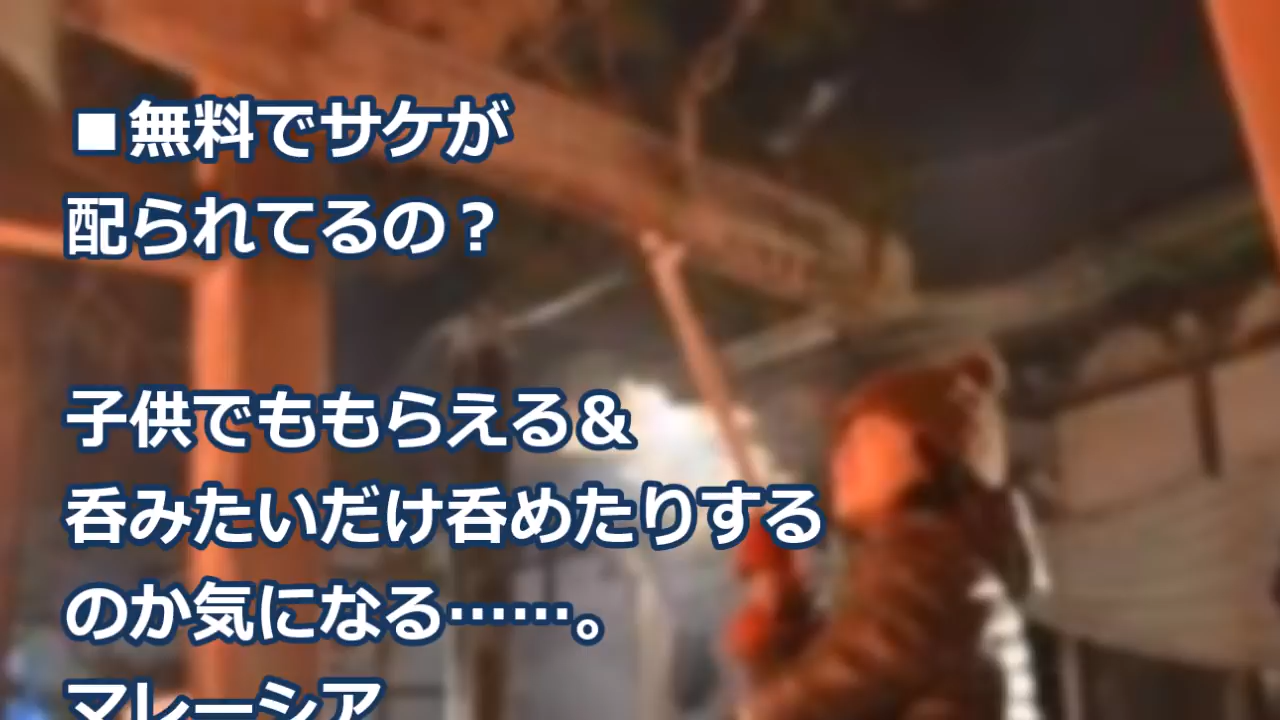 ■無料でサケが
配られてるの？
子供でももらえる＆
呑みたいだけ呑めたりする
のか気になる……。
マレーシア